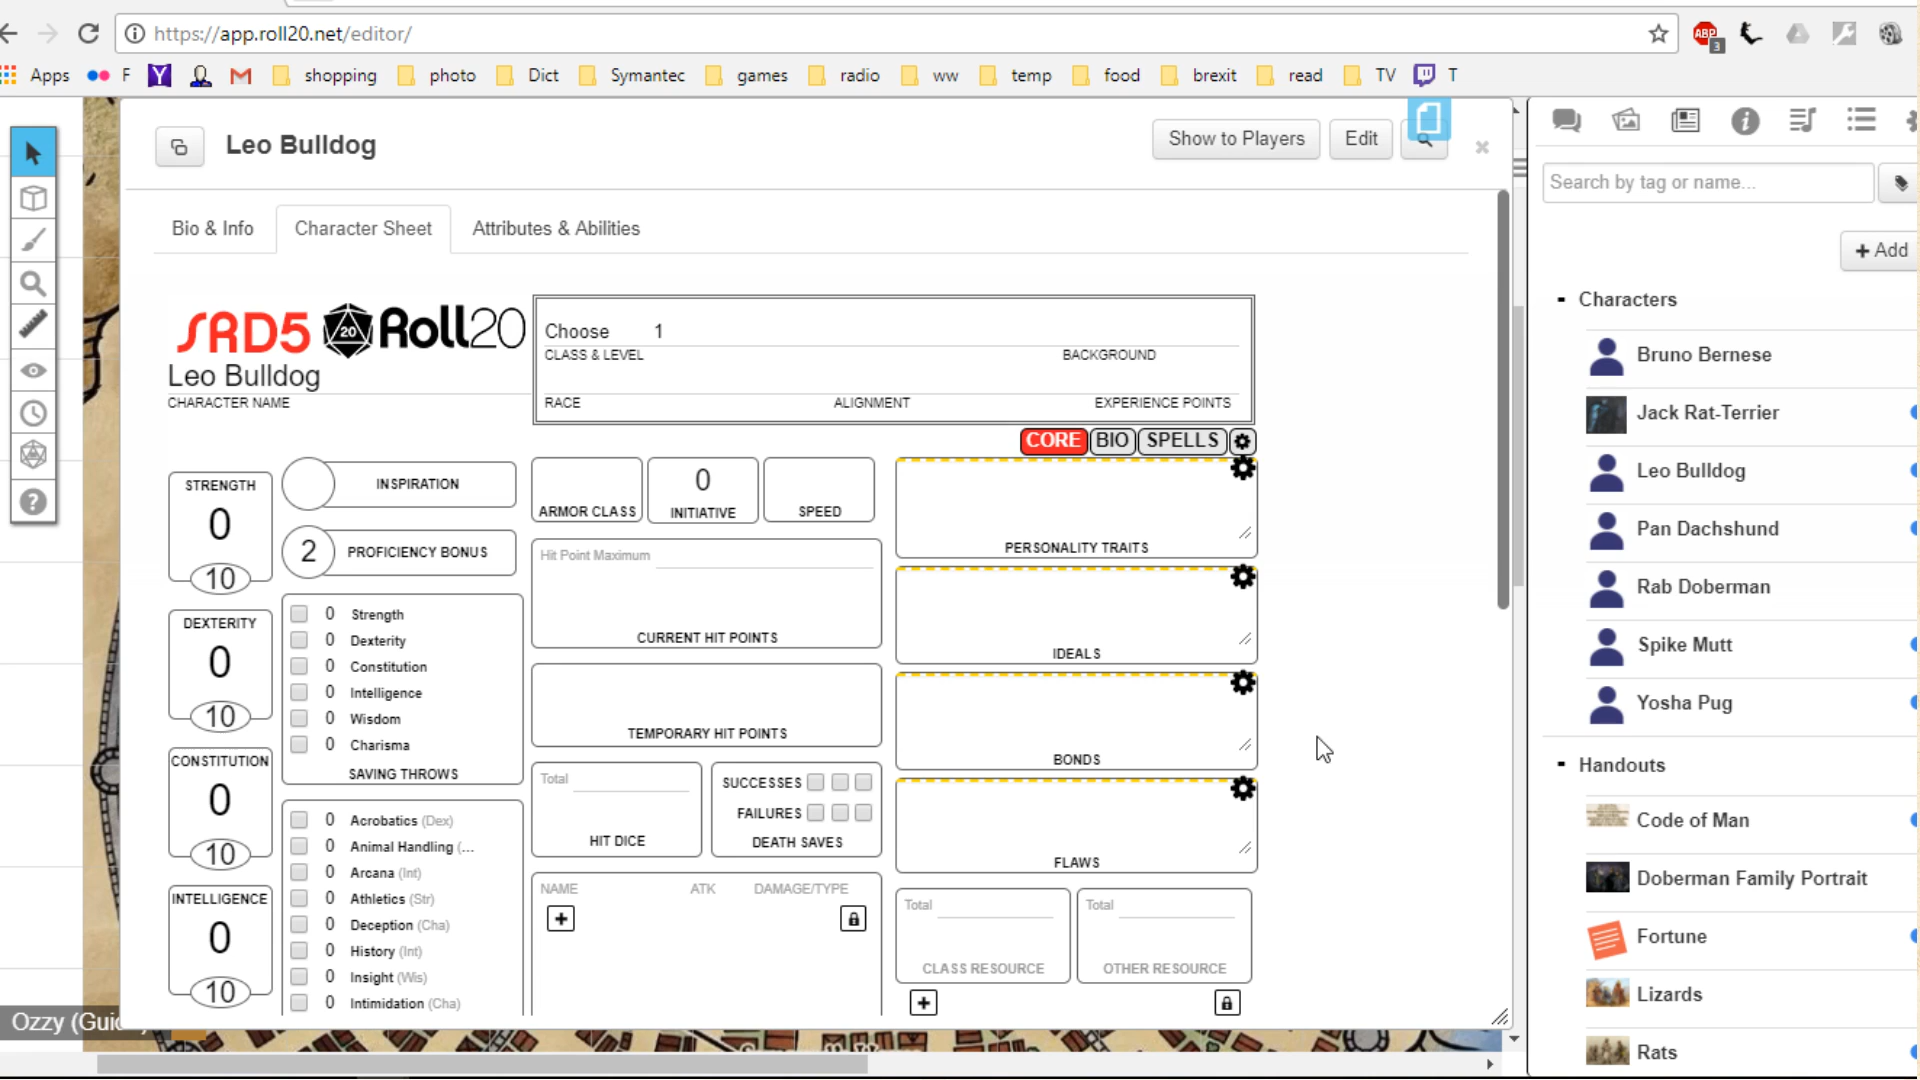 https://app.roll20.net/editor/
ABP
3
Apps F shopping photo Dict Symantec games radio ww temp food brexit read TV T
Leo Bulldog
Show to Players
Edit
Bio & Info
Character Sheet
Attributes & Abilities
SRD5 20 Roll20
Leo Bulldog
CHARACTER NAME
Choose 1
CLASS & LEVEL
BACKGROUND
RACE
ALIGNMENT
EXPERIENCE POINTS
CORE
BIO
SPELLS
STRENGTH
0
10
DEXTERITY
0
10
CONSTITUTION
0
10
INTELLIGENCE
0
10
INSPIRATION
2 PROFICIENCY BONUS
0 Strength
0 Dexterity
0 Constitution
0 Intelligence
0 Wisdom
0 Charisma
SAVING THROWS
0 Acrobatics (Dex)
0 Animal Handling (...
0 Arcana (Int)
0 Athletics (Str)
0 Deception (Cha)
0 History (Int)
0 Insight (Wis)
0 Intimidation (Cha)
ARMOR CLASS
0
INITIATIVE
SPEED
Hit Point Maximum
CURRENT HIT POINTS
TEMPORARY HIT POINTS
Total
HIT DICE
SUCCESSES
FAILURES
DEATH SAVES
NAME ATK DAMAGE/TYPE
PERSONALITY TRAITS
IDEALS
BONDS
FLAWS
Total
CLASS RESOURCE
Total
OTHER RESOURCE
Search by tag or name...
+ Add
Characters
Bruno Bernese
Jack Rat-Terrier
Leo Bulldog
Pan Dachshund
Rab Doberman
Spike Mutt
Yosha Pug
Handouts
Code of Man
Doberman Family Portrait
Fortune
Lizards
Rats
Ozzy